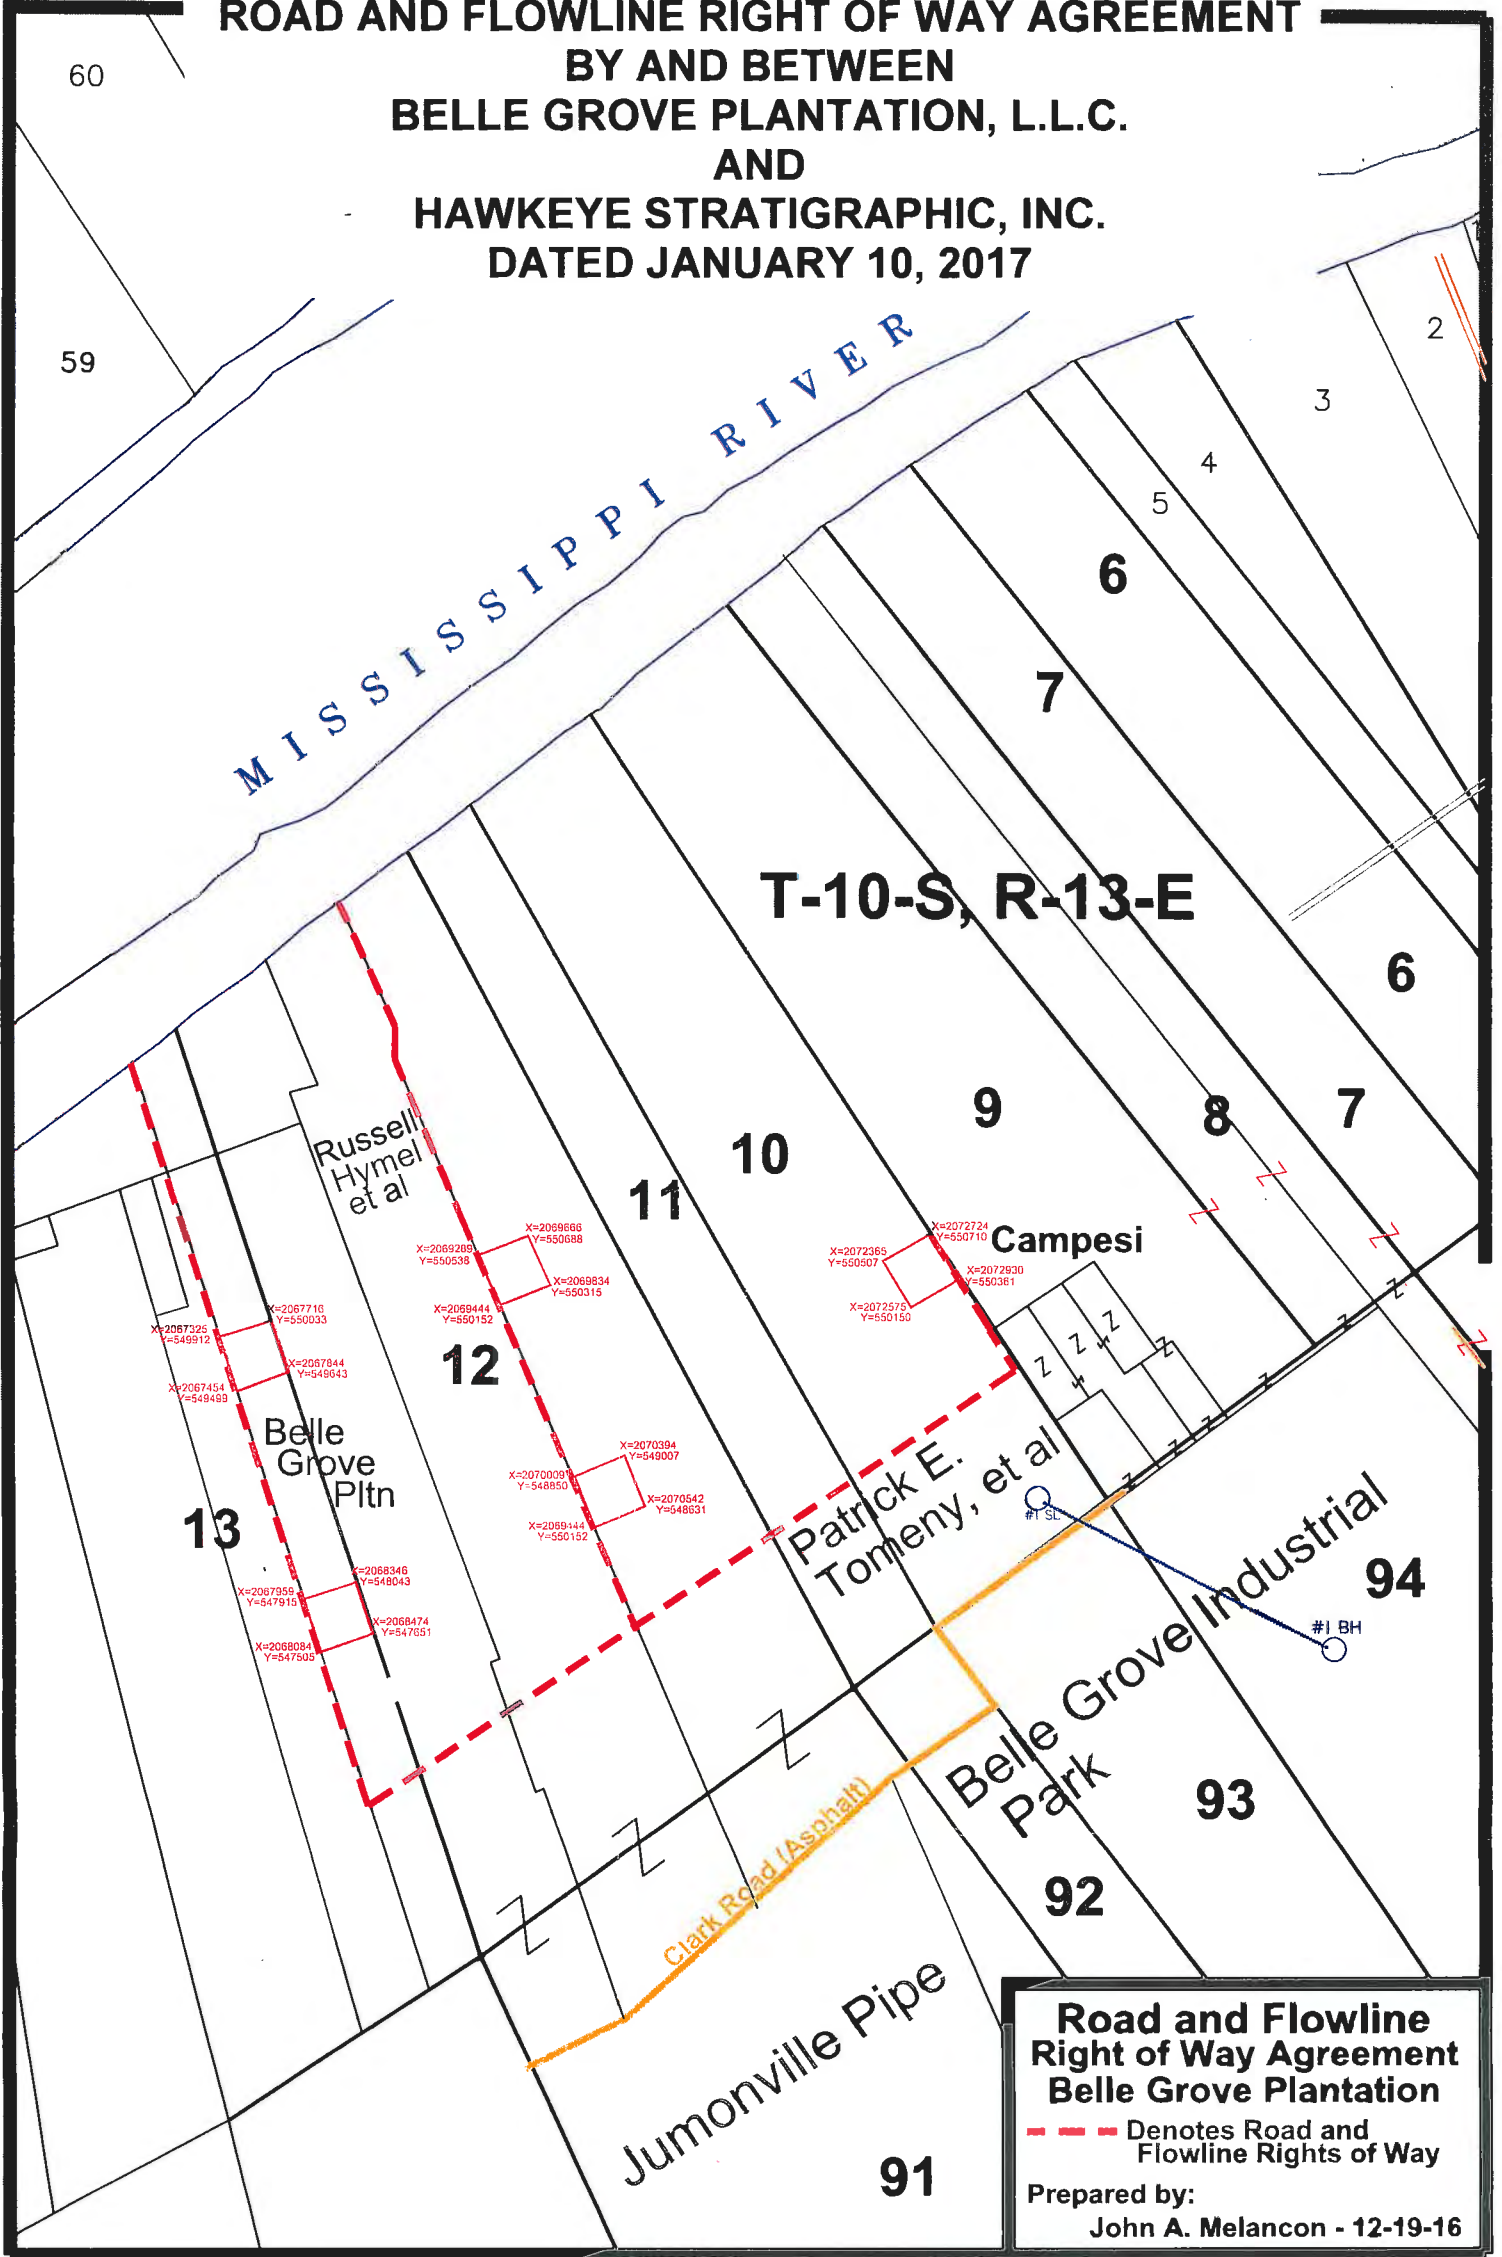 ROAD AND FLOWLINE RIGHT OF WAY AGREEMENT
BY AND BETWEEN
BELLE GROVE PLANTATION, L.L.C.
AND
HAWKEYE STRATIGRAPHIC, INC.
DATED JANUARY 10, 2017
60
59
2
3
4
5
MISSISSIPPI RIVER
6
7
T-10-S, R-13-E
6
7
8
9
10
11
Russell
Hymel
et al
X=2069666
Y=550688
X=2069289
Y=550538
X=2069834
Y=550315
X=2069444
Y=550152
X=2072724
Y=550710
Campesi
X=2072365
Y=550507
X=2072930
Y=550361
X=2072575
Y=550150
X=2067716
Y=550033
X=2067325
Y=549912
X=2067844
Y=549643
X=2067454
Y=549499
12
Belle
Grove
Pltn
X=2070394
Y=549007
X=2070009
Y=548850
X=2070542
Y=548631
X=2069444
Y=550152
13
Patrick E.
Tomeny, et al
#1 SL
X=2068346
Y=548043
X=2067959
Y=547915
X=2068474
Y=547651
X=2068084
Y=547505
94
#1 BH
Belle Grove Industrial
Park
93
92
Clark Road (Asphalt)
Jumonville Pipe
91
Road and Flowline
Right of Way Agreement
Belle Grove Plantation
Denotes Road and
Flowline Rights of Way
Prepared by:
John A. Melancon - 12-19-16